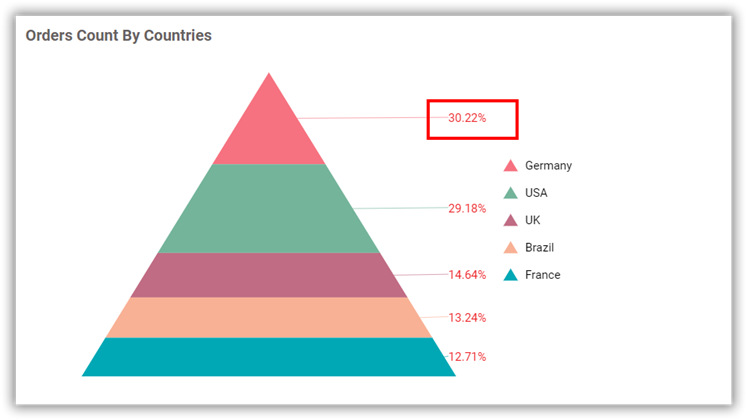 Orders Count By Countries
30.22%
29.18%
14.64%
13.24%
12.71%
Germany
USA
UK
Brazil
France